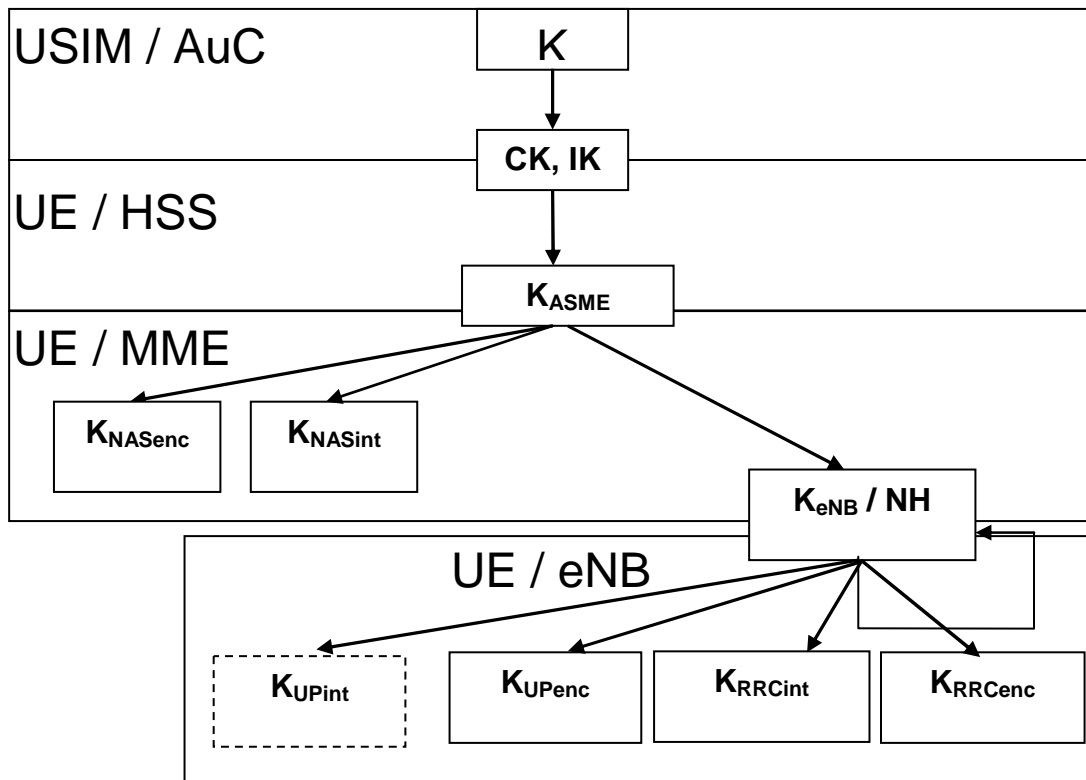 USIM / AuC
K
CK, IK
UE / HSS
KASME
UE / MME
KNASenc
KNASint
KeNB / NH
UE / eNB
KUPint
KUPenc
KRRCint
KRRCenc